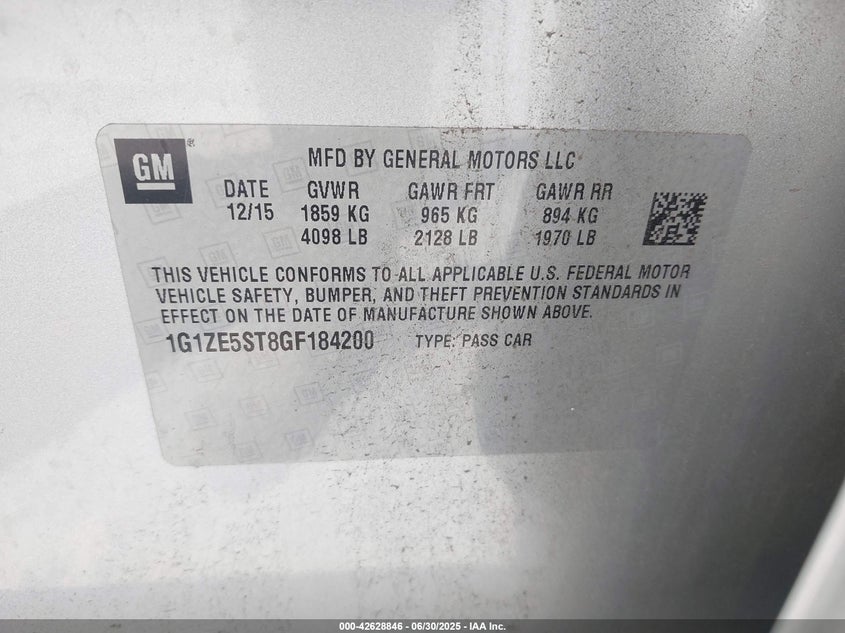 GM®
MFD BY GENERAL MOTORS LLC
DATE GVWR GAWR FRT GAWR RR
12/15 1859 KG 965 KG 894 KG
4098 LB 2128 LB 1970 LB
THIS VEHICLE CONFORMS TO ALL APPLICABLE U.S. FEDERAL MOTOR
VEHICLE SAFETY, BUMPER, AND THEFT PREVENTION STANDARDS IN
EFFECT ON THE DATE OF MANUFACTURE SHOWN ABOVE.
1G1ZE5ST8GF184200 TYPE: PASS CAR
000-42628846 - 06/30/2025 - IAA Inc.